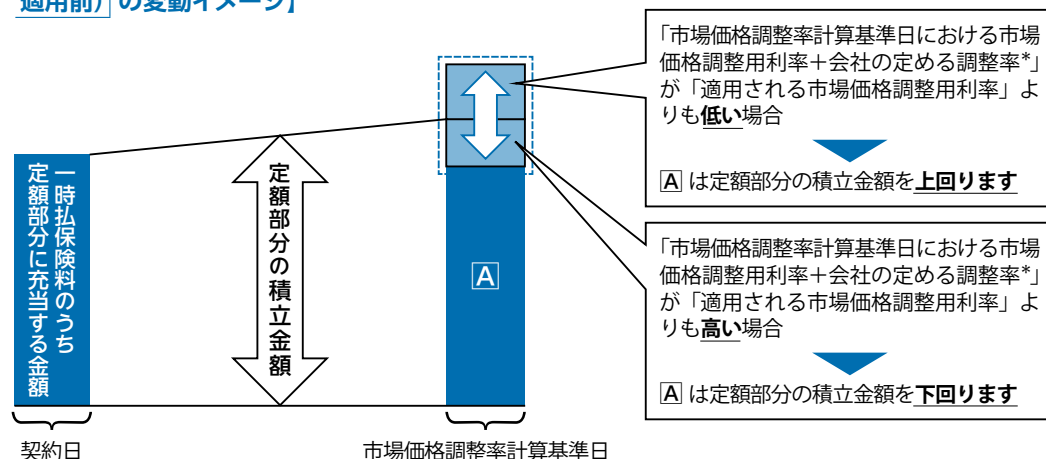 適用前）の変動イメージ】
一時払保険料のうち
定額部分に充当する金額
定額部分の積立金額
A
契約日
市場価格調整率計算基準日
「市場価格調整率計算基準日における市場
価格調整用利率＋会社の定める調整率*」
が「適用される市場価格調整用利率」よ
りも低い場合
A は定額部分の積立金額を上回ります
「市場価格調整率計算基準日における市場
価格調整用利率＋会社の定める調整率*」
が「適用される市場価格調整用利率」よ
りも高い場合
A は定額部分の積立金額を下回ります